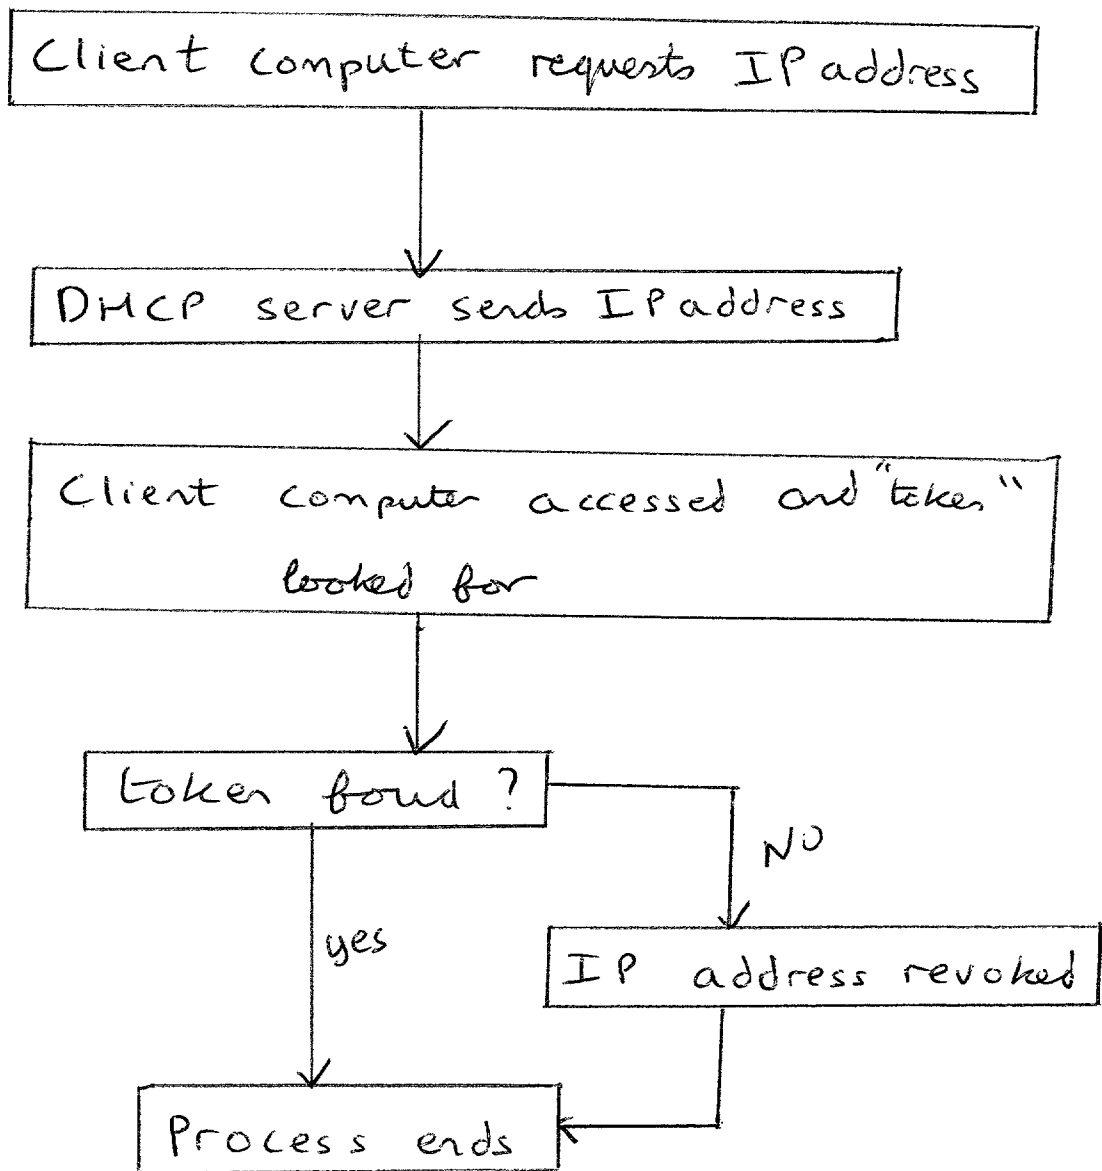 Client computer requests IP address
DHCP server sends IP address
Client computer accessed and "token"
looked for
token found ?
NO
yes
IP address revoked
Process ends